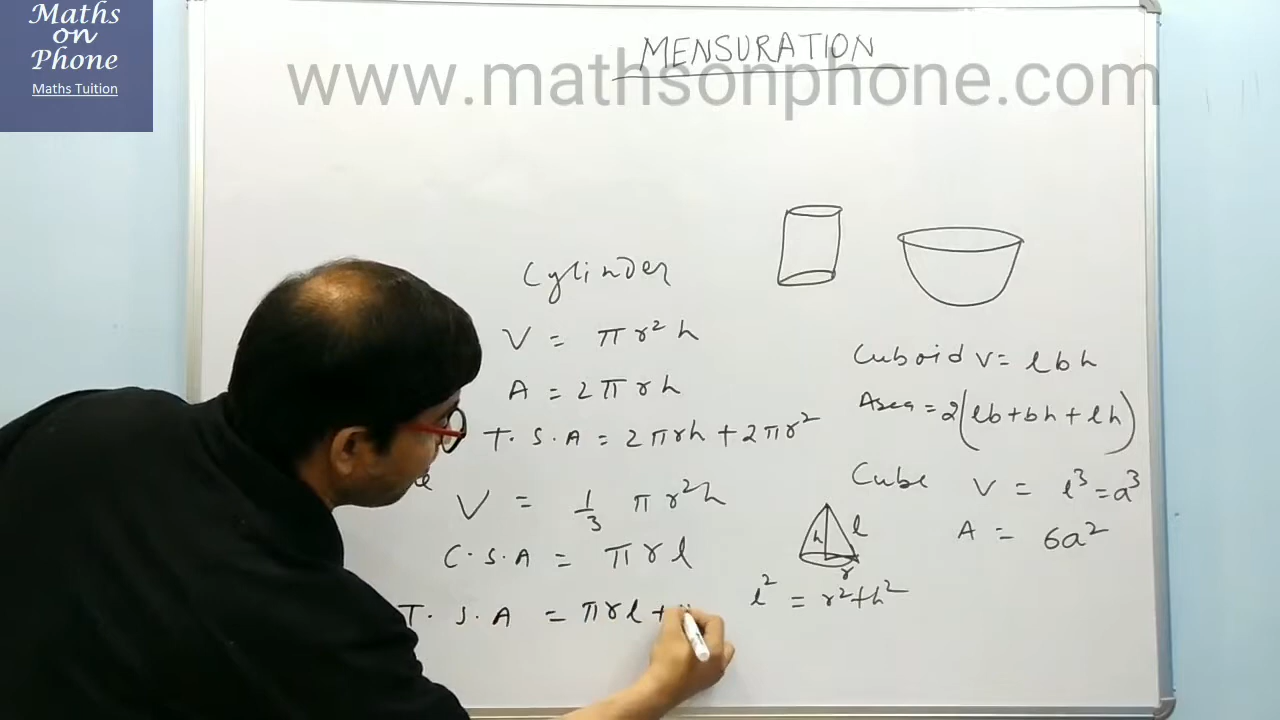 Maths
on
Phone
Maths Tuition
MENSURATION
www.mathsonphone.com
Cylinder
V = πr² h
A = 2πrh
T. S. A = 2πrh + 2πr²
V = 1/3 πr²h
C. S. A = πrl
T. S. A = πrl +
h
l
r
l² = r²+h²
Cuboid V= lbh
Area = 2(lb+bh+lh)
Cube V = l³ = a³
A = 6a²